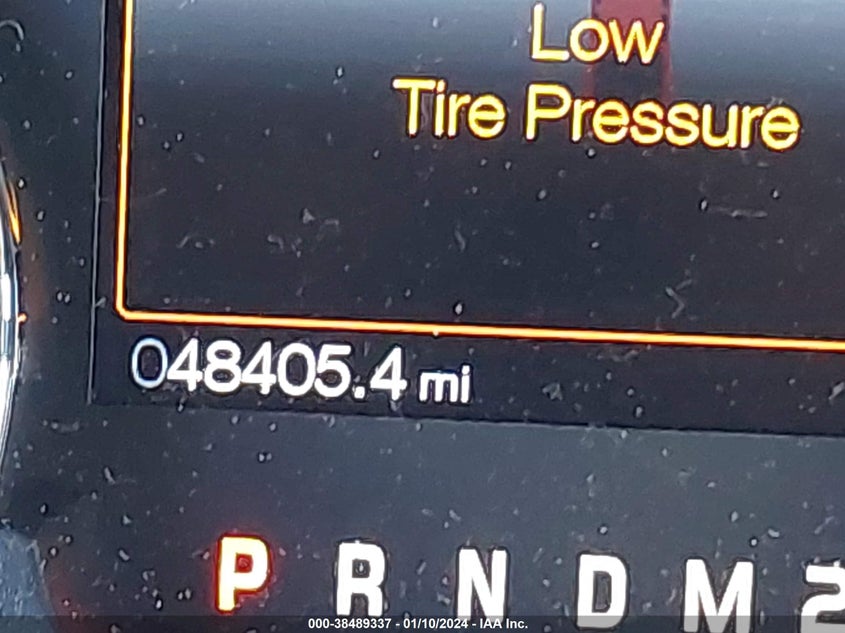 Low
Tire Pressure
048405.4 mi
P R N D M 2
000-38489337 - 01/10/2024 - IAA Inc.